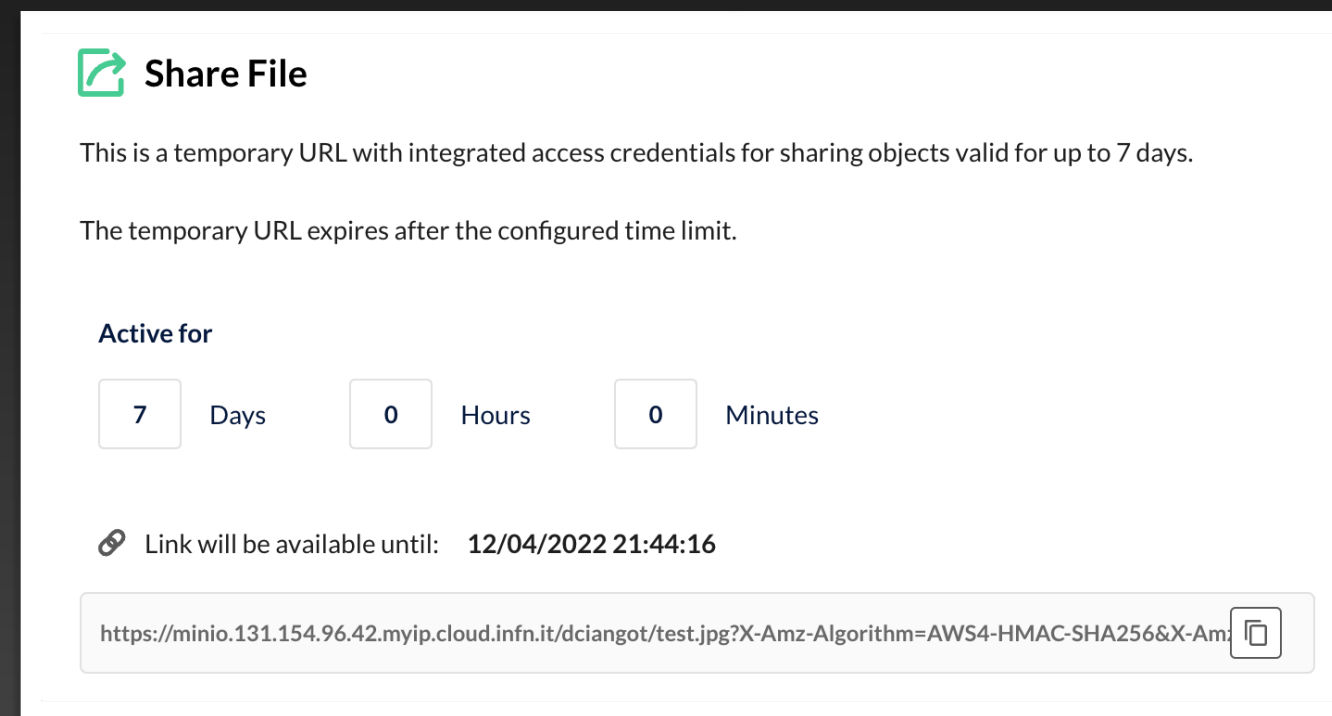 Share File
This is a temporary URL with integrated access credentials for sharing objects valid for up to 7 days.
The temporary URL expires after the configured time limit.
Active for
7 Days 0 Hours 0 Minutes
Link will be available until: 12/04/2022 21:44:16
https://minio.131.154.96.42.myip.cloud.infn.it/dciangot/test.jpg?X-Amz-Algorithm=AWS4-HMAC-SHA256&X-Am